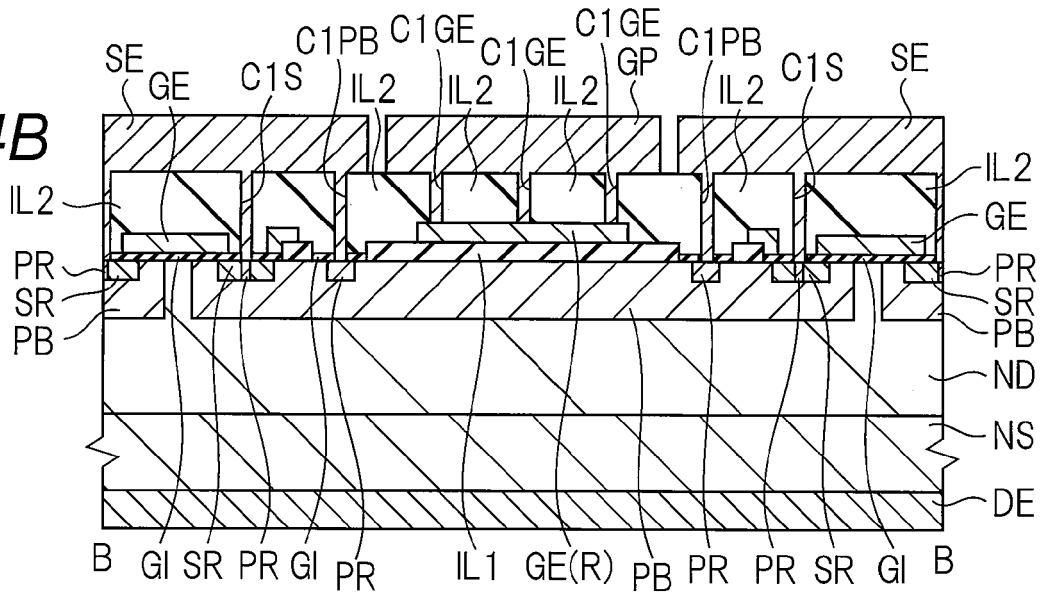 C1PB C1GE C1GE C1GE GP C1PB
SE GE C1S IL2 IL2 IL2 IL2 C1S SE
4B
IL2 IL2
GE
PR PR
SR SR
PB PB
ND
NS
DE
B GI SR PR GI PR IL1 GE(R) PB PR PR SR GI B